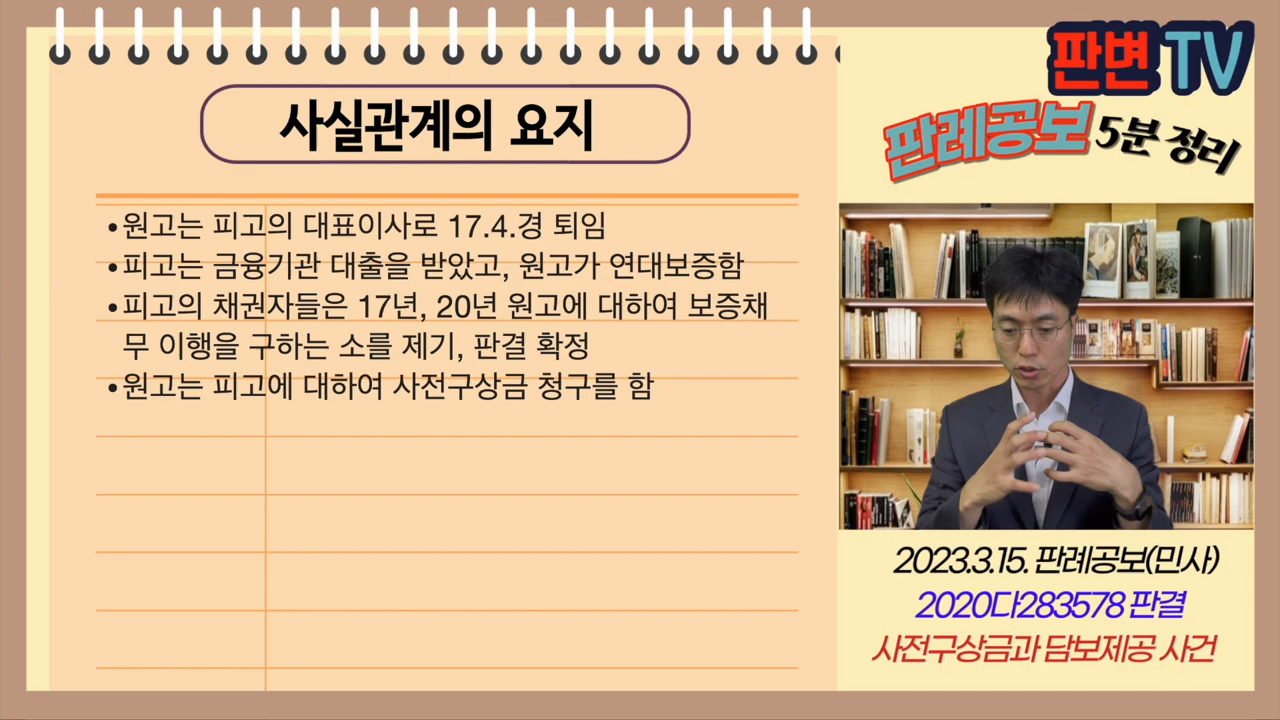 사실관계의 요지
•원고는 피고의 대표이사로 17.4.경 퇴임
•피고는 금융기관 대출을 받았고, 원고가 연대보증함
•피고의 채권자들은 17년, 20년 원고에 대하여 보증채
무 이행을 구하는 소를 제기, 판결 확정
•원고는 피고에 대하여 사전구상금 청구를 함
판변 TV
판례공보 5분 정리
2023.3.15. 판례공보(민사)
2020다283578 판결
사전구상금과 담보제공 사건